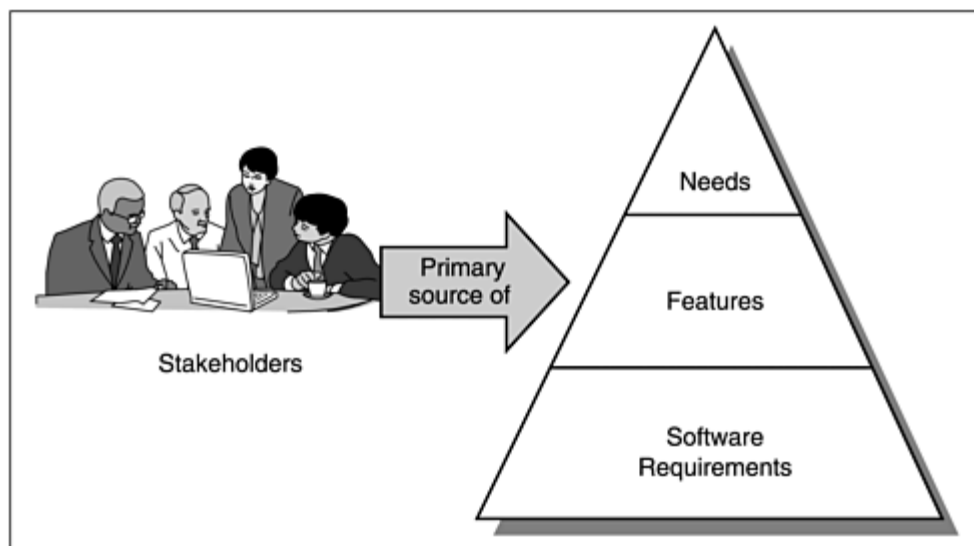 Stakeholders
Primary
source of
Needs
Features
Software
Requirements